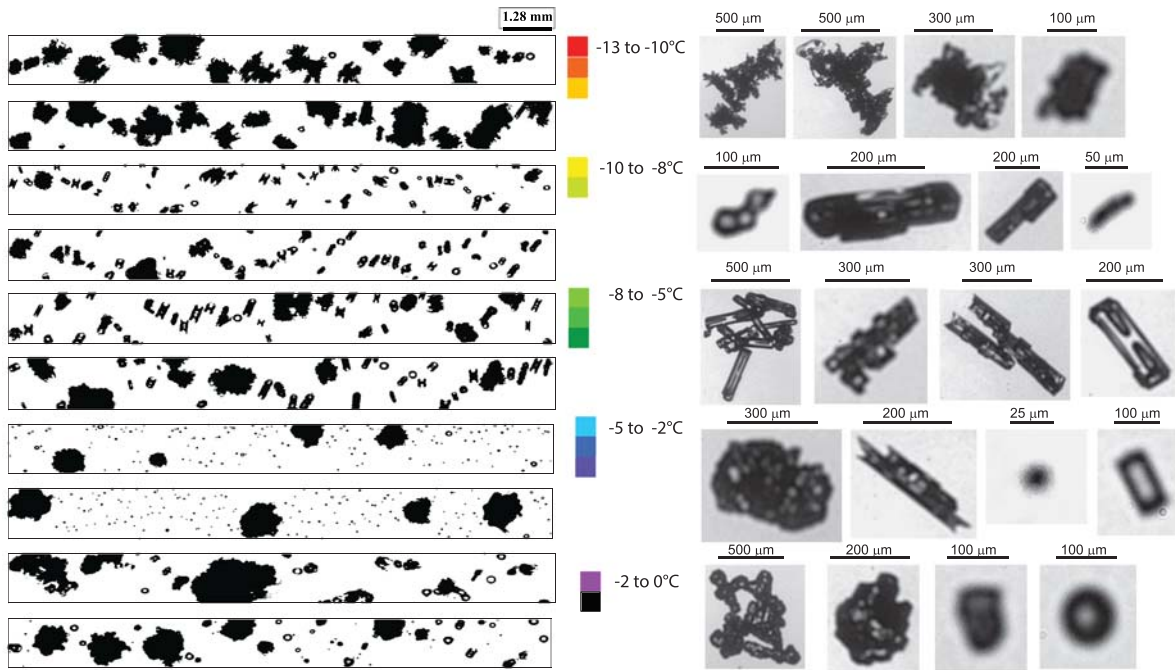 1.28 mm
-13 to -10°C
500 µm 500 µm 300 µm 100 µm
-10 to -8°C
100 µm 200 µm 200 µm 50 µm
-8 to -5°C
500 µm 300 µm 300 µm 200 µm
-5 to -2°C
300 µm 200 µm 25 µm 100 µm
-2 to 0°C
500 µm 200 µm 100 µm 100 µm